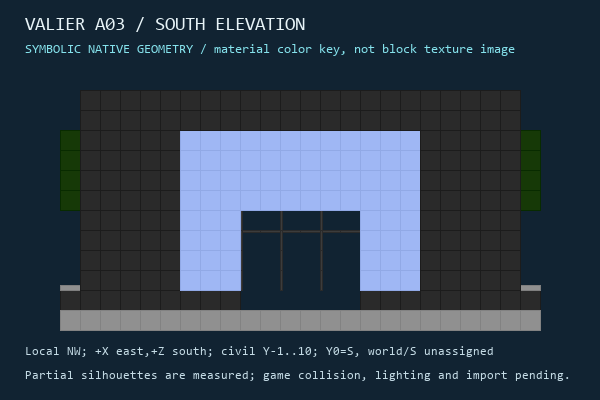 VALIER A03 / SOUTH ELEVATION
SYMBOLIC NATIVE GEOMETRY / material color key, not block texture image
Local NW; +X east,+Z south; civil Y-1..10; Y0=S, world/S unassigned
Partial silhouettes are measured; game collision, lighting and import pending.